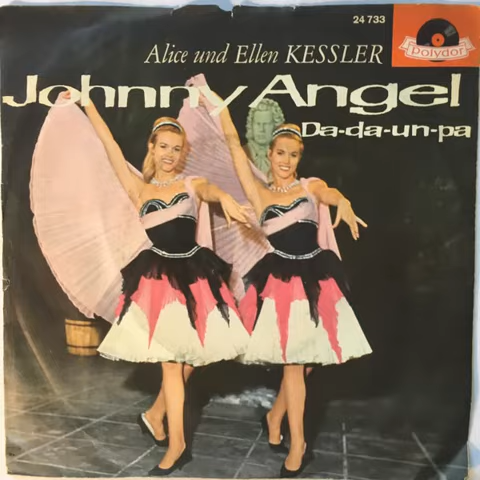 24 733
Polydor
Alice und Ellen KESSLER
Johnny Angel
Da-da-un-pa